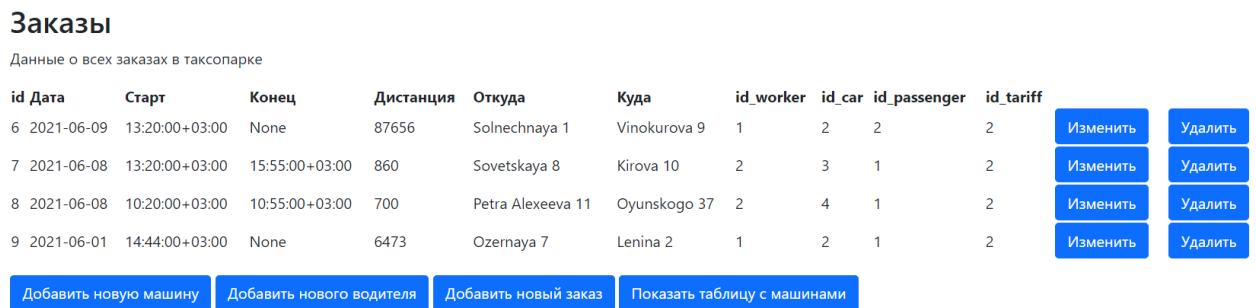 Заказы
Данные о всех заказах в таксопарке
id Дата Старт Конец Дистанция Откуда Куда id_worker id_car id_passenger id_tariff
6 2021-06-09 13:20:00+03:00 None 87656 Solnechnaya 1 Vinokurova 9 1 2 2 2 Изменить Удалить
7 2021-06-08 13:20:00+03:00 15:55:00+03:00 860 Sovetskaya 8 Kirova 10 2 3 1 2 Изменить Удалить
8 2021-06-08 10:20:00+03:00 10:55:00+03:00 700 Petra Alexeeva 11 Oyunskogo 37 2 4 1 2 Изменить Удалить
9 2021-06-01 14:44:00+03:00 None 6473 Ozernaya 7 Lenina 2 1 2 1 2 Изменить Удалить
Добавить новую машину Добавить нового водителя Добавить новый заказ Показать таблицу с машинами